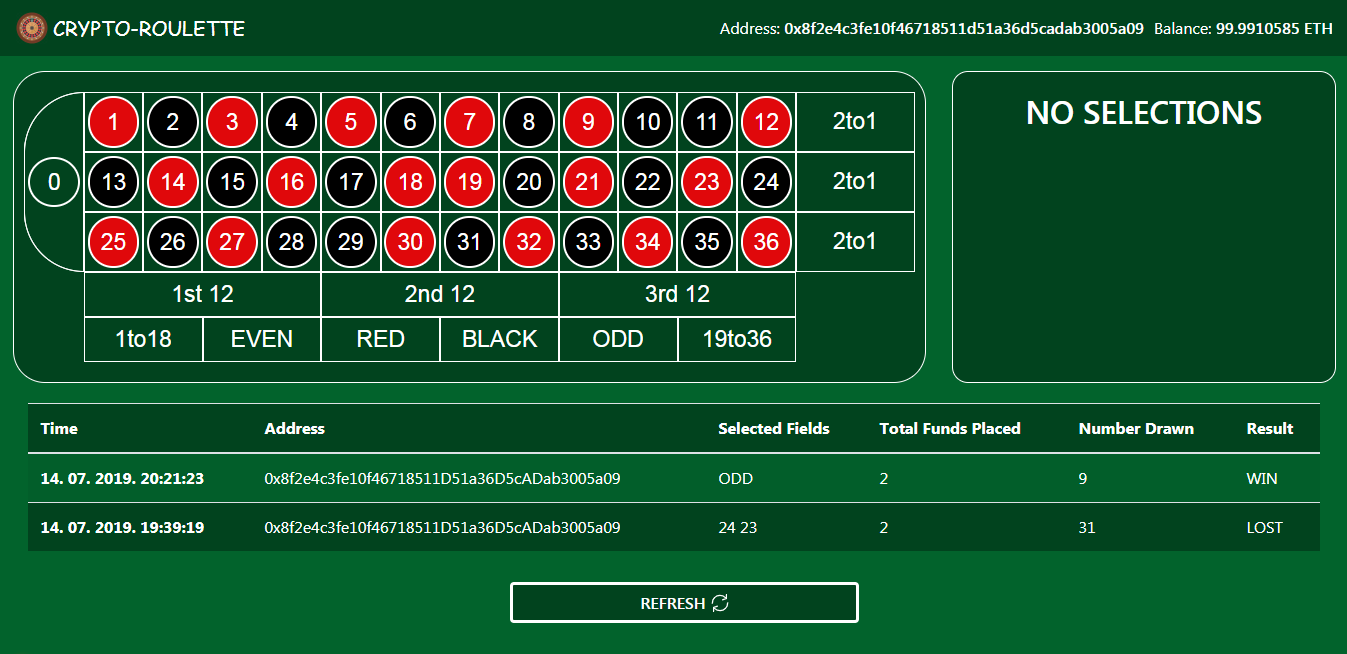 CRYPTO-ROULETTE Address: 0x8f2e4c3fe10f46718511d51a36d5cadab3005a09 Balance: 99.9910585 ETH
1 2 3 4 5 6 7 8 9 10 11 12 2to1
0 13 14 15 16 17 18 19 20 21 22 23 24 2to1
25 26 27 28 29 30 31 32 33 34 35 36 2to1
1st 12 2nd 12 3rd 12
1to18 EVEN RED BLACK ODD 19to36
NO SELECTIONS
Time Address Selected Fields Total Funds Placed Number Drawn Result
14. 07. 2019. 20:21:23 0x8f2e4c3fe10f46718511D51a36D5cADab3005a09 ODD 2 9 WIN
14. 07. 2019. 19:39:19 0x8f2e4c3fe10f46718511D51a36D5cADab3005a09 24 23 2 31 LOST
REFRESH